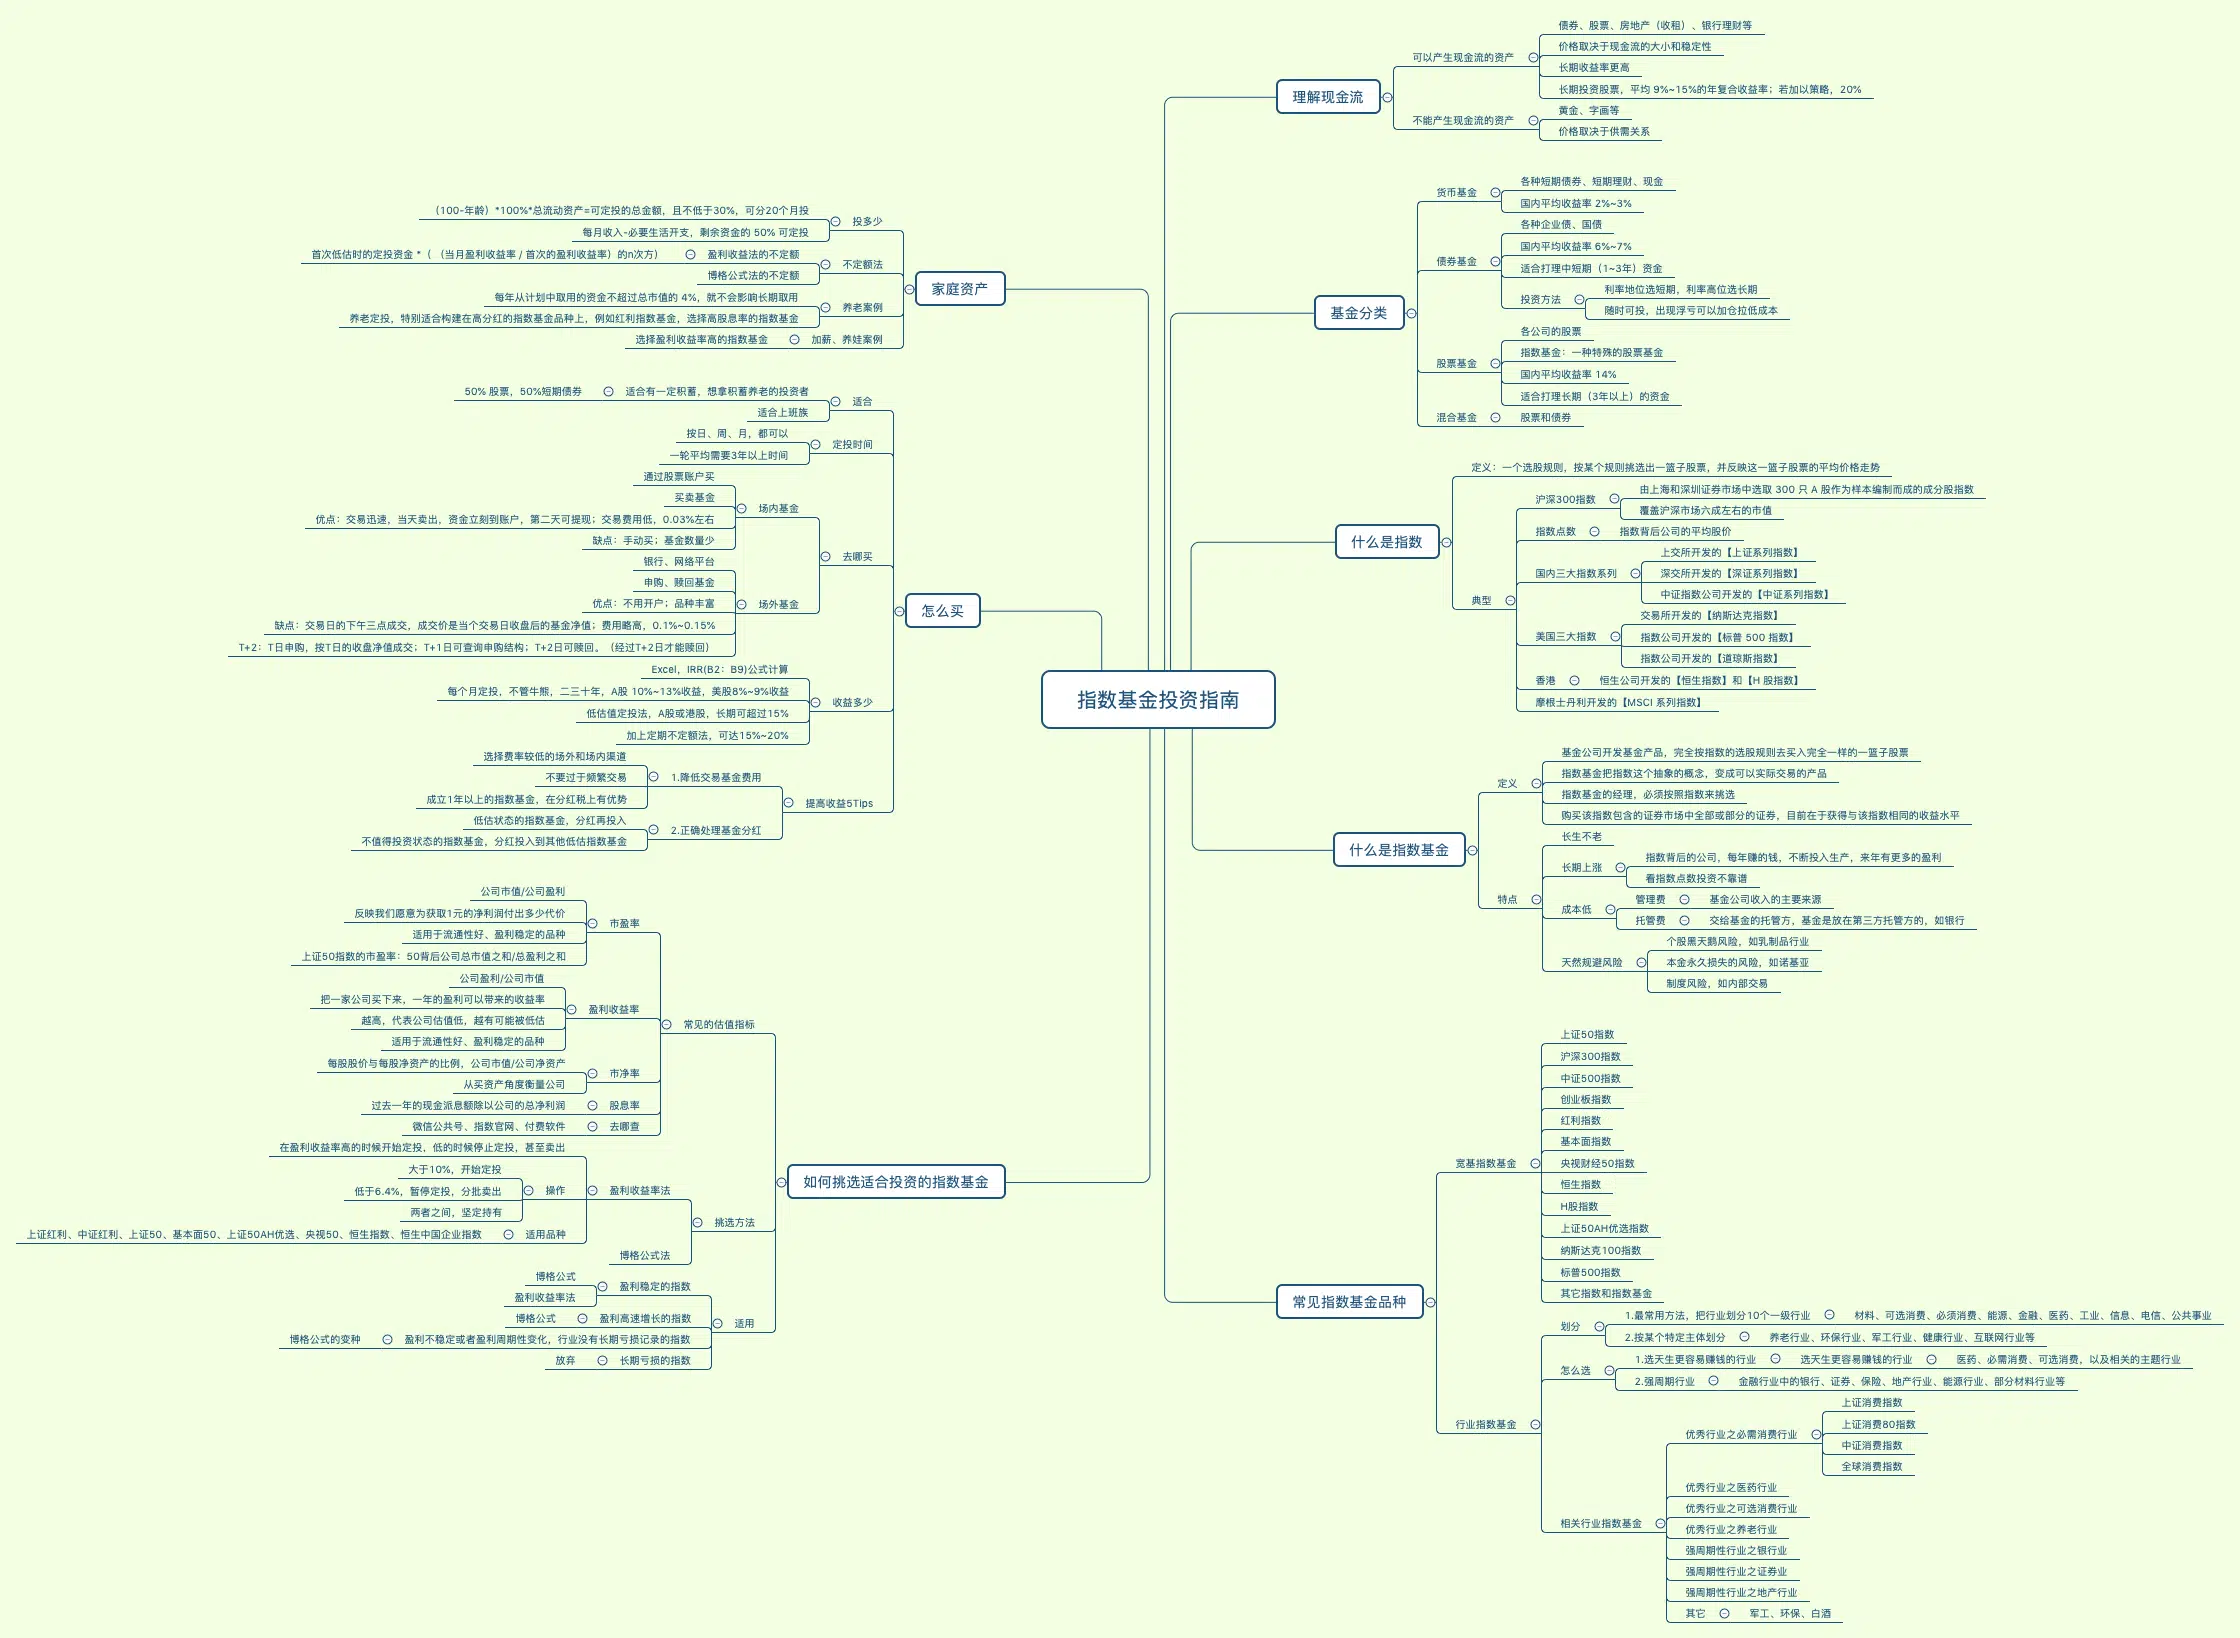 指数基金投资指南
理解现金流
可以产生现金流的资产
债券、股票、房地产（收租）、银行理财等
价格取决于现金流的大小和稳定性
长期收益率更高
长期投资股票，平均 9%~15%的年复合收益率；若加以策略，20%
不能产生现金流的资产
黄金、字画等
价格取决于供需关系
基金分类
货币基金
各种短期债券、短期理财、现金
国内平均收益率 2%~3%
债券基金
各种企业债、国债
国内平均收益率 6%~7%
适合打理中短期（1~3年）资金
投资方法
利率地位选短期，利率高位选长期
随时可投，出现浮亏可以加仓拉低成本
股票基金
各公司的股票
指数基金：一种特殊的股票基金
国内平均收益率 14%
适合打理长期（3年以上）的资金
混合基金
股票和债券
什么是指数
定义：一个选股规则，按某个规则挑选出一篮子股票，并反映这一篮子股票的平均价格走势
典型
沪深300指数
由上海和深圳证券市场中选取 300 只 A 股作为样本编制而成的成分股指数
覆盖沪深市场六成左右的市值
指数点数
指数背后公司的平均股价
国内三大指数系列
上交所开发的【上证系列指数】
深交所开发的【深证系列指数】
中证指数公司开发的【中证系列指数】
美国三大指数
交易所开发的【纳斯达克指数】
指数公司开发的【标普 500 指数】
指数公司开发的【道琼斯指数】
香港
恒生公司开发的【恒生指数】和【H 股指数】
摩根士丹利开发的【MSCI 系列指数】
什么是指数基金
定义
基金公司开发基金产品，完全按指数的选股规则去买入完全一样的一篮子股票
指数基金把指数这个抽象的概念，变成可以实际交易的产品
指数基金的经理，必须按照指数来挑选
购买该指数包含的证券市场中全部或部分的证券，目前在于获得与该指数相同的收益水平
特点
长生不老
长期上涨
指数背后的公司，每年赚的钱，不断投入生产，来年有更多的盈利
看指数点数投资不靠谱
成本低
管理费
基金公司收入的主要来源
托管费
交给基金的托管方，基金是放在第三方托管方的，如银行
天然规避风险
个股黑天鹅风险，如乳制品行业
本金永久损失的风险，如诺基亚
制度风险，如内部交易
常见指数基金品种
宽基指数基金
上证50指数
沪深300指数
中证500指数
创业板指数
红利指数
基本面指数
央视财经50指数
恒生指数
H股指数
上证50AH优选指数
纳斯达克100指数
标普500指数
其它指数和指数基金
行业指数基金
划分
1.最常用方法，把行业划分10个一级行业
材料、可选消费、必须消费、能源、金融、医药、工业、信息、电信、公共事业
2.按某个特定主体划分
养老行业、环保行业、军工行业、健康行业、互联网行业等
怎么选
1.选天生更容易赚钱的行业
选天生更容易赚钱的行业
医药、必需消费、可选消费，以及相关的主题行业
2.强周期行业
金融行业中的银行、证券、保险、地产行业、能源行业、部分材料行业等
相关行业指数基金
优秀行业之必需消费行业
上证消费指数
上证消费80指数
中证消费指数
全球消费指数
优秀行业之医药行业
优秀行业之可选消费行业
优秀行业之养老行业
强周期性行业之银行业
强周期性行业之证券业
强周期性行业之地产行业
其它
军工、环保、白酒
家庭资产
投多少
（100-年龄）*100%*总流动资产=可定投的总金额，且不低于30%，可分20个月投
每月收入-必要生活开支，剩余资金的 50% 可定投
不定额法
盈利收益法的不定额
首次低估时的定投资金 *（ （当月盈利收益率 / 首次的盈利收益率）的n次方）
博格公式法的不定额
养老案例
每年从计划中取用的资金不超过总市值的 4%，就不会影响长期取用
养老定投，特别适合构建在高分红的指数基金品种上，例如红利指数基金，选择高股息率的指数基金
加薪、养娃案例
选择盈利收益率高的指数基金
怎么买
适合
适合有一定积蓄，想拿积蓄养老的投资者
50% 股票，50%短期债券
适合上班族
定投时间
按日、周、月，都可以
一轮平均需要3年以上时间
去哪买
场内基金
通过股票账户买
买卖基金
优点：交易迅速，当天卖出，资金立刻到账户，第二天可提现；交易费用低，0.03%左右
缺点：手动买；基金数量少
场外基金
银行、网络平台
申购、赎回基金
优点：不用开户；品种丰富
缺点：交易日的下午三点成交，成交价是当个交易日收盘后的基金净值；费用略高，0.1%~0.15%
T+2：T日申购，按T日的收盘净值成交；T+1日可查询申购结构；T+2日可赎回。（经过T+2日才能赎回）
收益多少
Excel，IRR(B2：B9)公式计算
每个月定投，不管牛熊，二三十年，A股 10%~13%收益，美股8%~9%收益
低估值定投法，A股或港股，长期可超过15%
加上定期不定额法，可达15%~20%
提高收益5Tips
1.降低交易基金费用
选择费率较低的场外和场内渠道
不要过于频繁交易
成立1年以上的指数基金，在分红税上有优势
2.正确处理基金分红
低估状态的指数基金，分红再投入
不值得投资状态的指数基金，分红投入到其他低估指数基金
如何挑选适合投资的指数基金
常见的估值指标
市盈率
公司市值/公司盈利
反映我们愿意为获取1元的净利润付出多少代价
适用于流通性好、盈利稳定的品种
上证50指数的市盈率：50背后公司总市值之和/总盈利之和
盈利收益率
公司盈利/公司市值
把一家公司买下来，一年的盈利可以带来的收益率
越高，代表公司估值低，越有可能被低估
适用于流通性好、盈利稳定的品种
市净率
每股股价与每股净资产的比例，公司市值/公司净资产
从买资产角度衡量公司
股息率
过去一年的现金派息额除以公司的总净利润
去哪查
微信公共号、指数官网、付费软件
挑选方法
盈利收益率法
在盈利收益率高的时候开始定投，低的时候停止定投，甚至卖出
操作
大于10%，开始定投
低于6.4%，暂停定投，分批卖出
两者之间，坚定持有
适用品种
上证红利、中证红利、上证50、基本面50、上证50AH优选、央视50、恒生指数、恒生中国企业指数
博格公式法
适用
盈利稳定的指数
博格公式
盈利收益率法
盈利高速增长的指数
博格公式
盈利不稳定或者盈利周期性变化，行业没有长期亏损记录的指数
博格公式的变种
长期亏损的指数
放弃